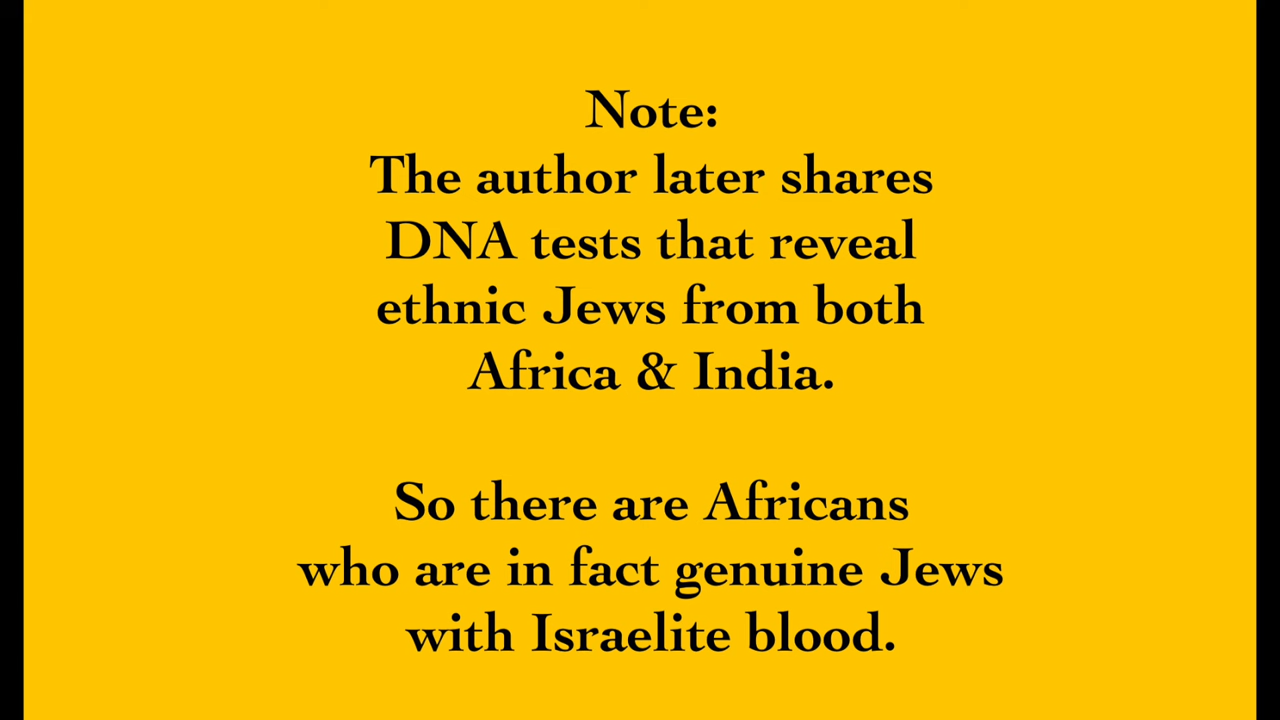 Note:
The author later shares
DNA tests that reveal
ethnic Jews from both
Africa & India.
So there are Africans
who are in fact genuine Jews
with Israelite blood.